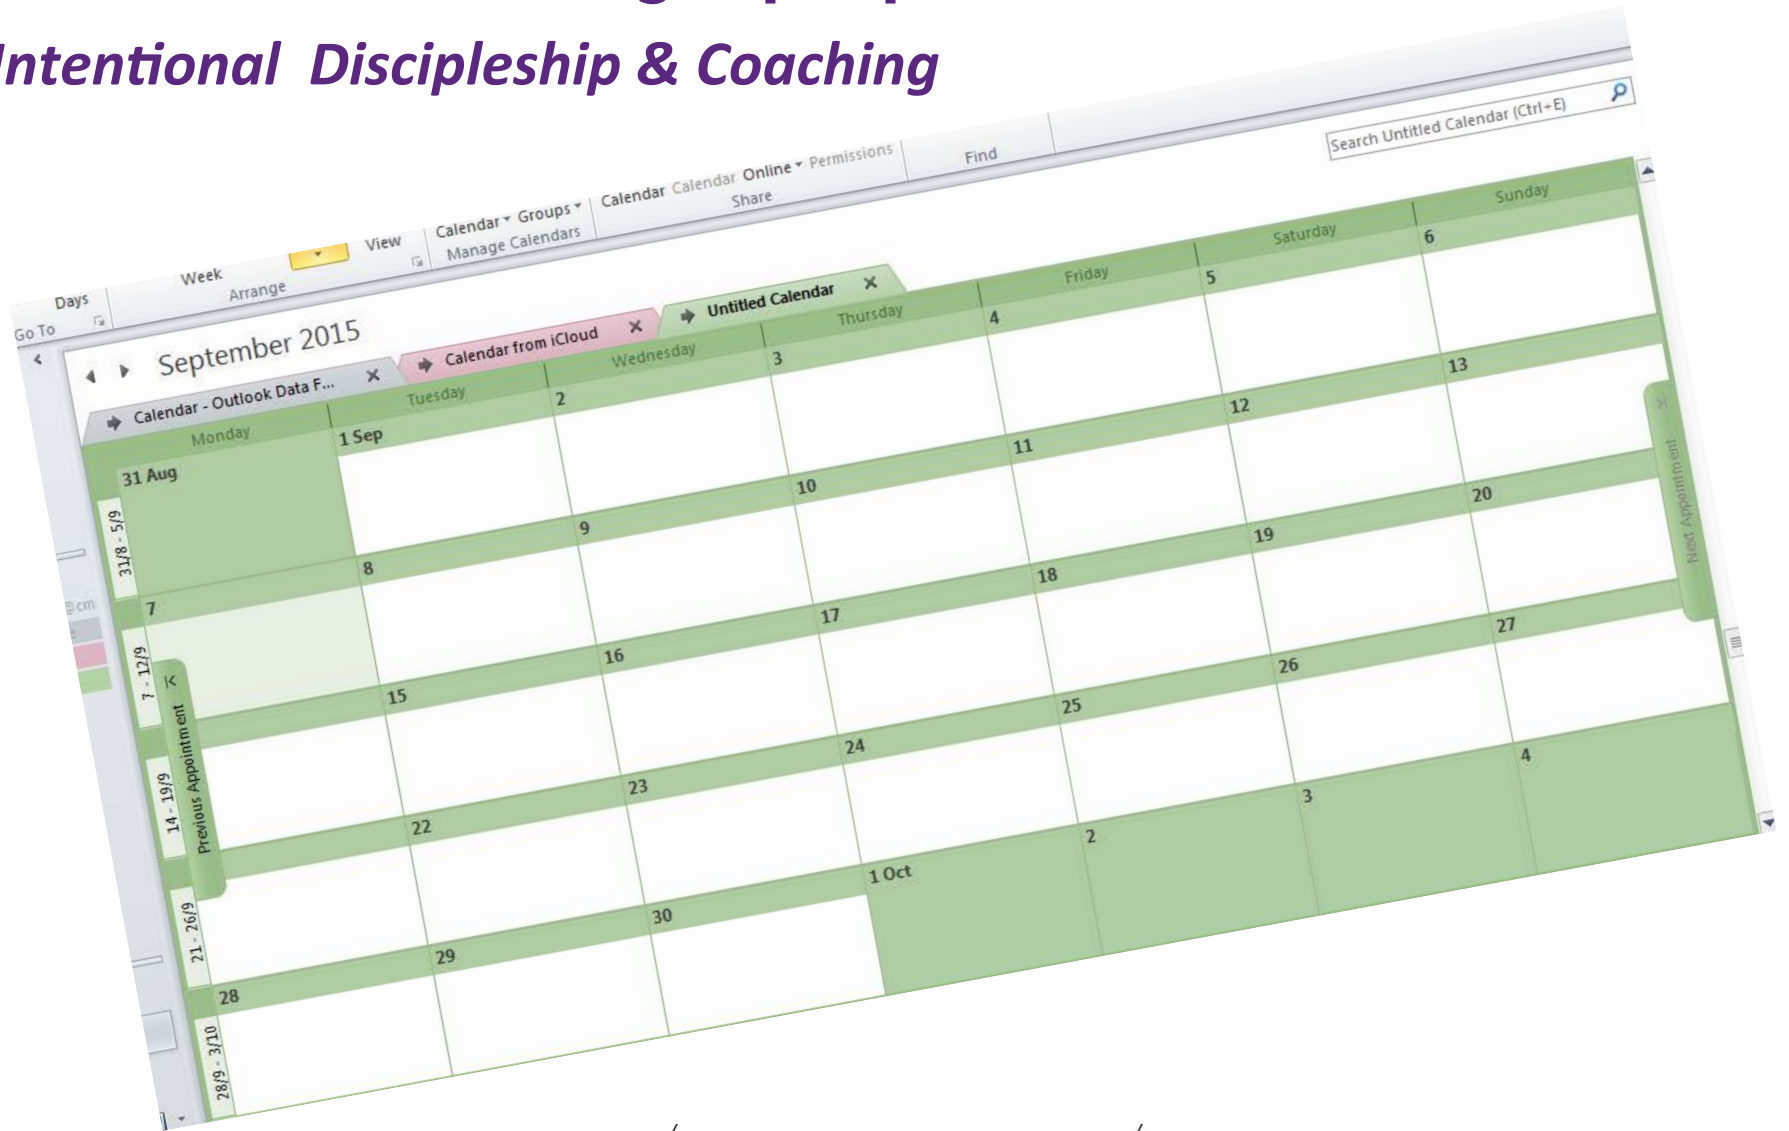 Intentional Discipleship & Coaching
Search Untitled Calendar (Ctrl+E)
Days
Week
View
Calendar Groups
Calendar Calendar Online Permissions
Go To
Arrange
Manage Calendars
Share
Find
September 2015
Calendar - Outlook Data F...
Calendar from iCloud
Untitled Calendar
Monday Tuesday Wednesday Thursday Friday Saturday Sunday
31/8 - 5/9
31 Aug 1 Sep 2 3 4 5 6
7 - 12/9
7 8 9 10 11 12 13
14 - 19/9
15 16 17 18 19 20
21 - 26/9
22 23 24 25 26 27
28/9 - 3/10
28 29 30 1 Oct 2 3 4
Previous Appointment
Next Appointment